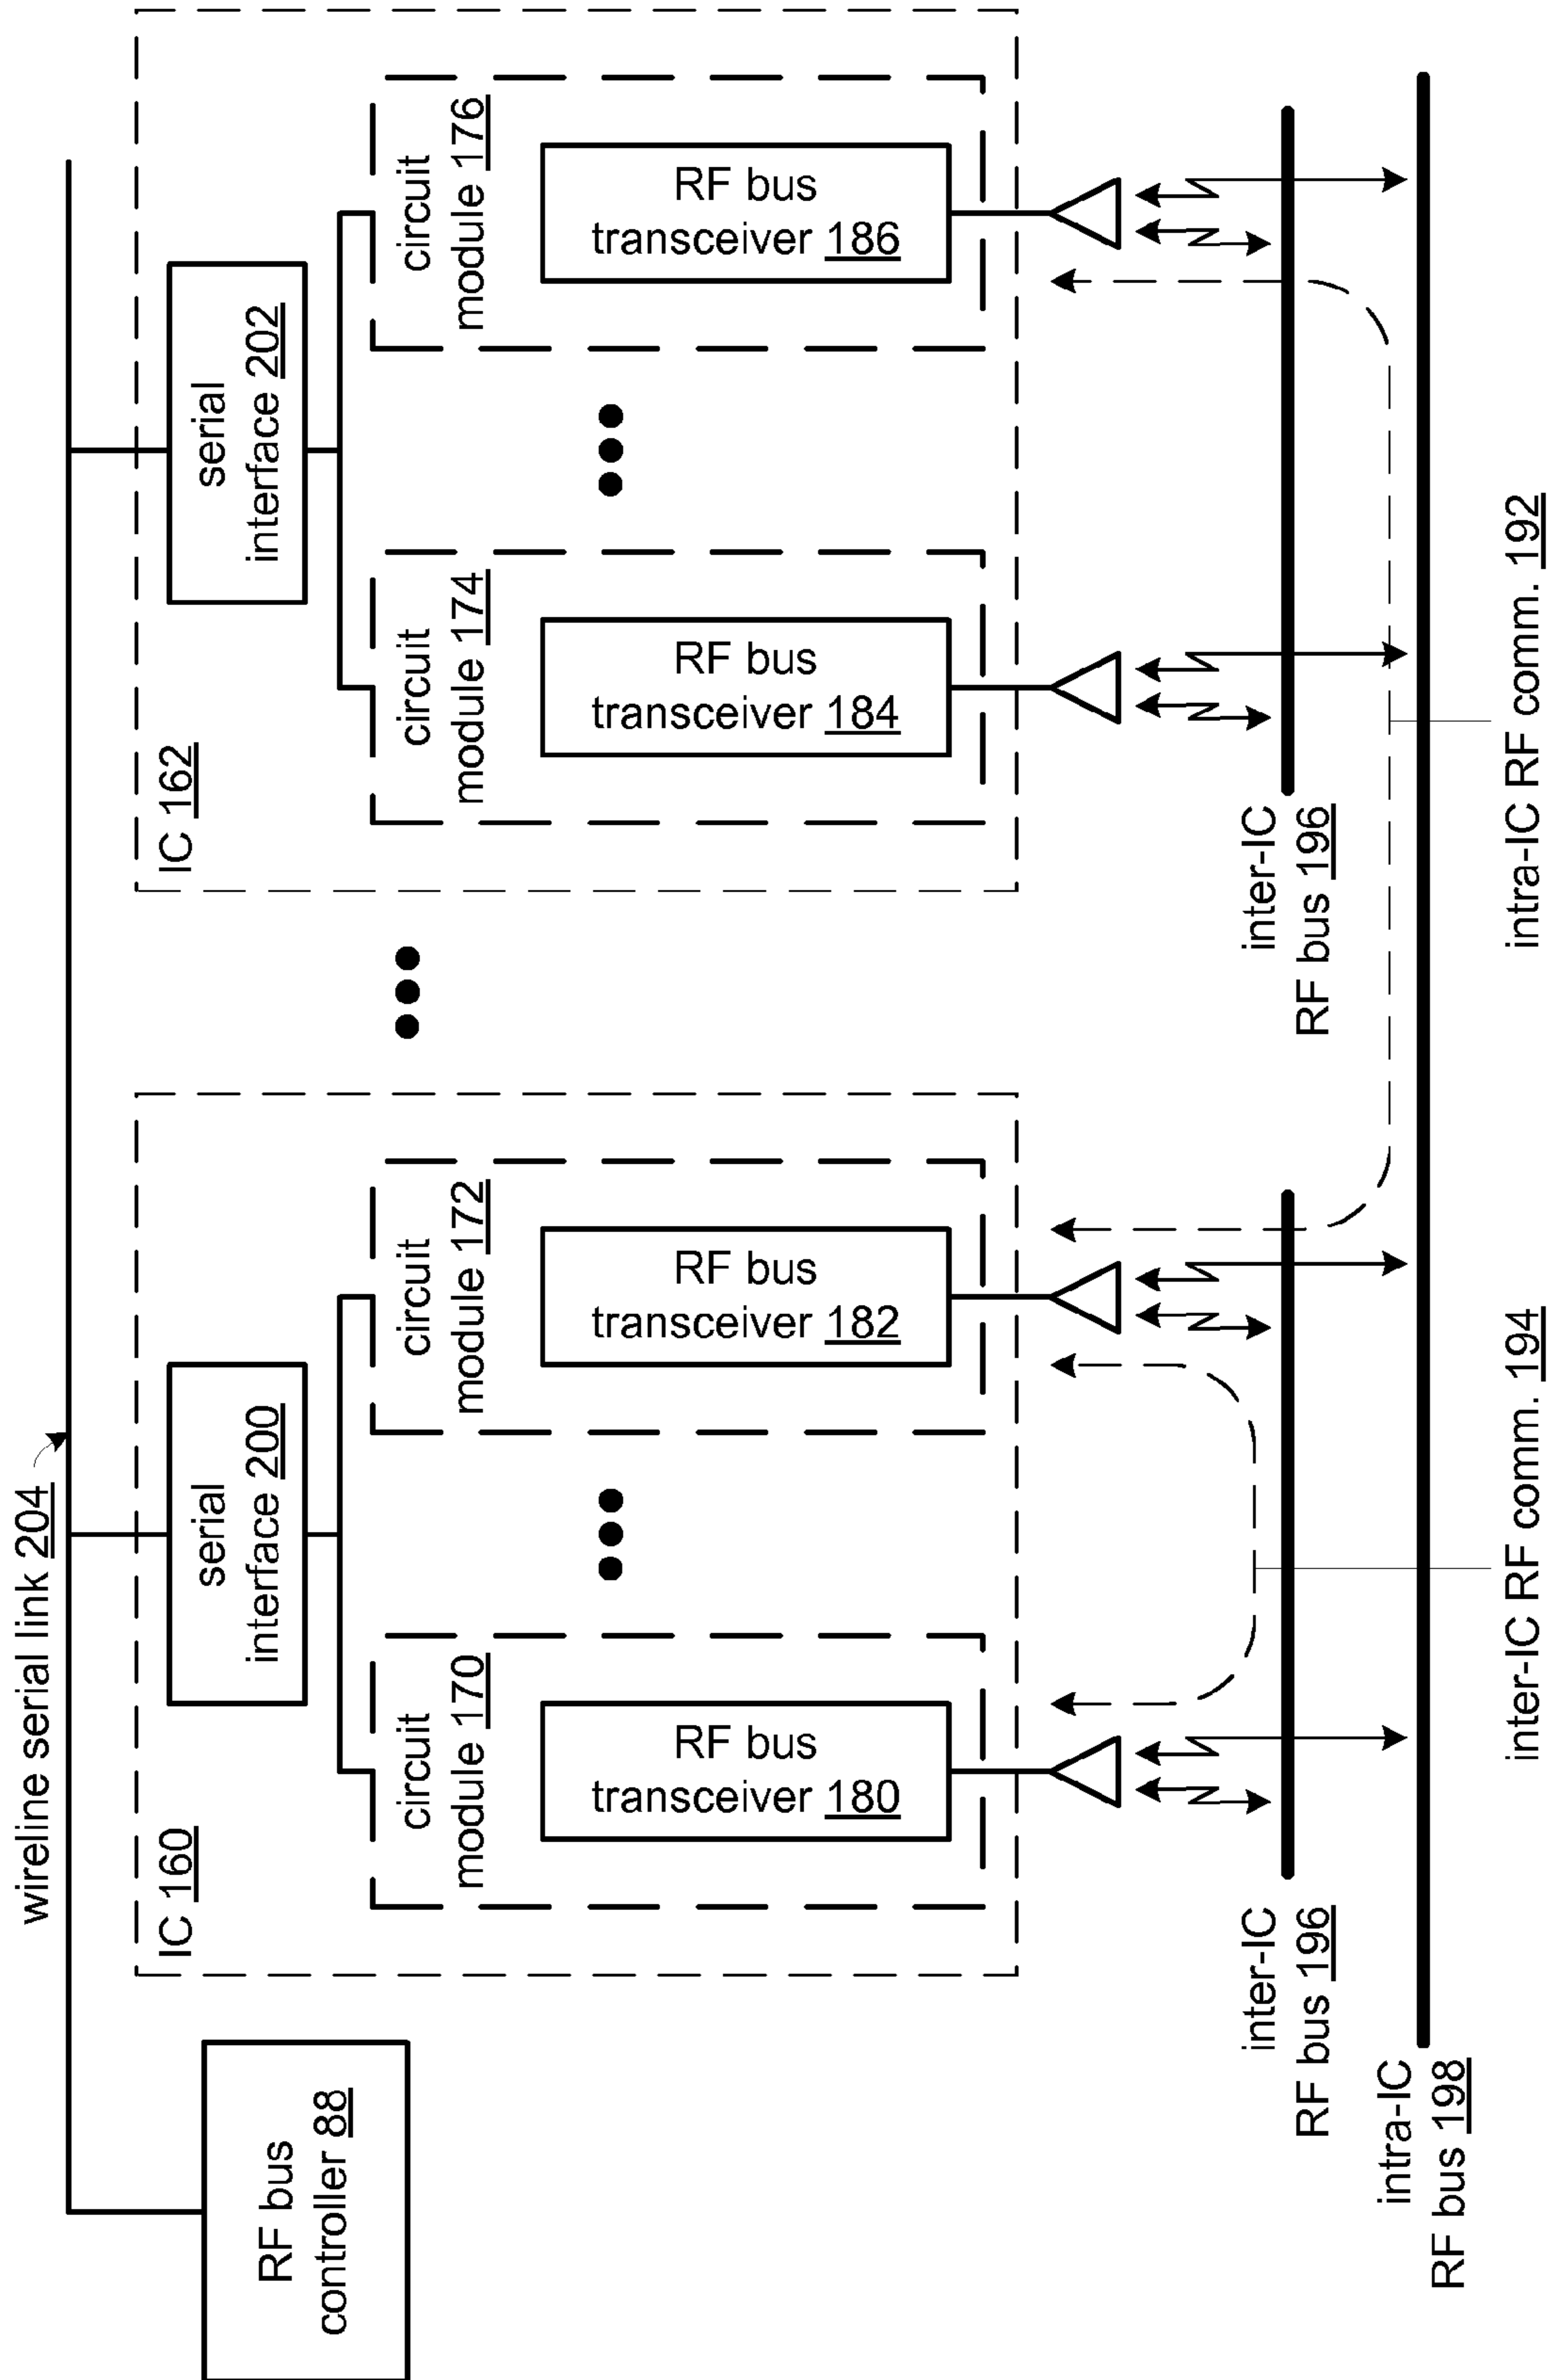 wireline serial link 204
RF bus
controller 88
IC 160
serial
interface 200
circuit
module 170
RF bus
transceiver 180
circuit
module 172
RF bus
transceiver 182
IC 162
serial
interface 202
circuit
module 174
RF bus
transceiver 184
circuit
module 176
RF bus
transceiver 186
inter-IC
RF bus 196
inter-IC
RF bus 196
intra-IC
RF bus 198
inter-IC RF comm. 194
intra-IC RF comm. 192